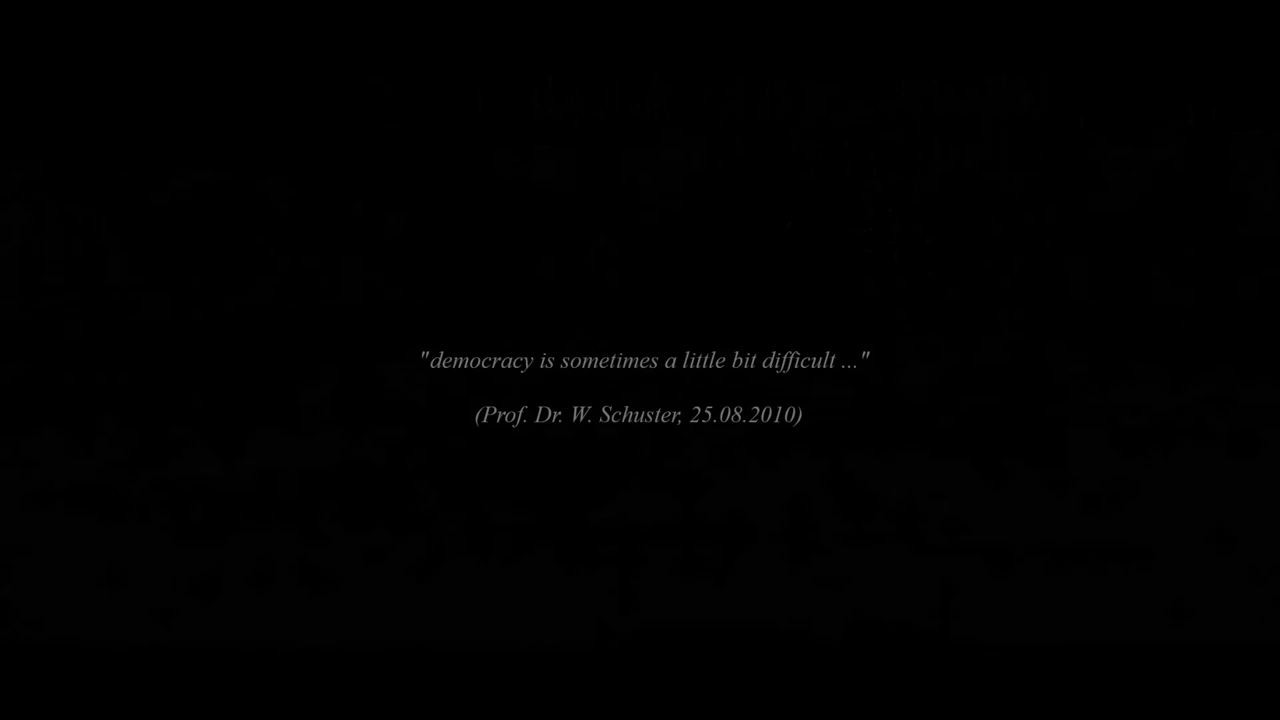 "democracy is sometimes a little bit difficult ..."
(Prof. Dr. W. Schuster, 25.08.2010)